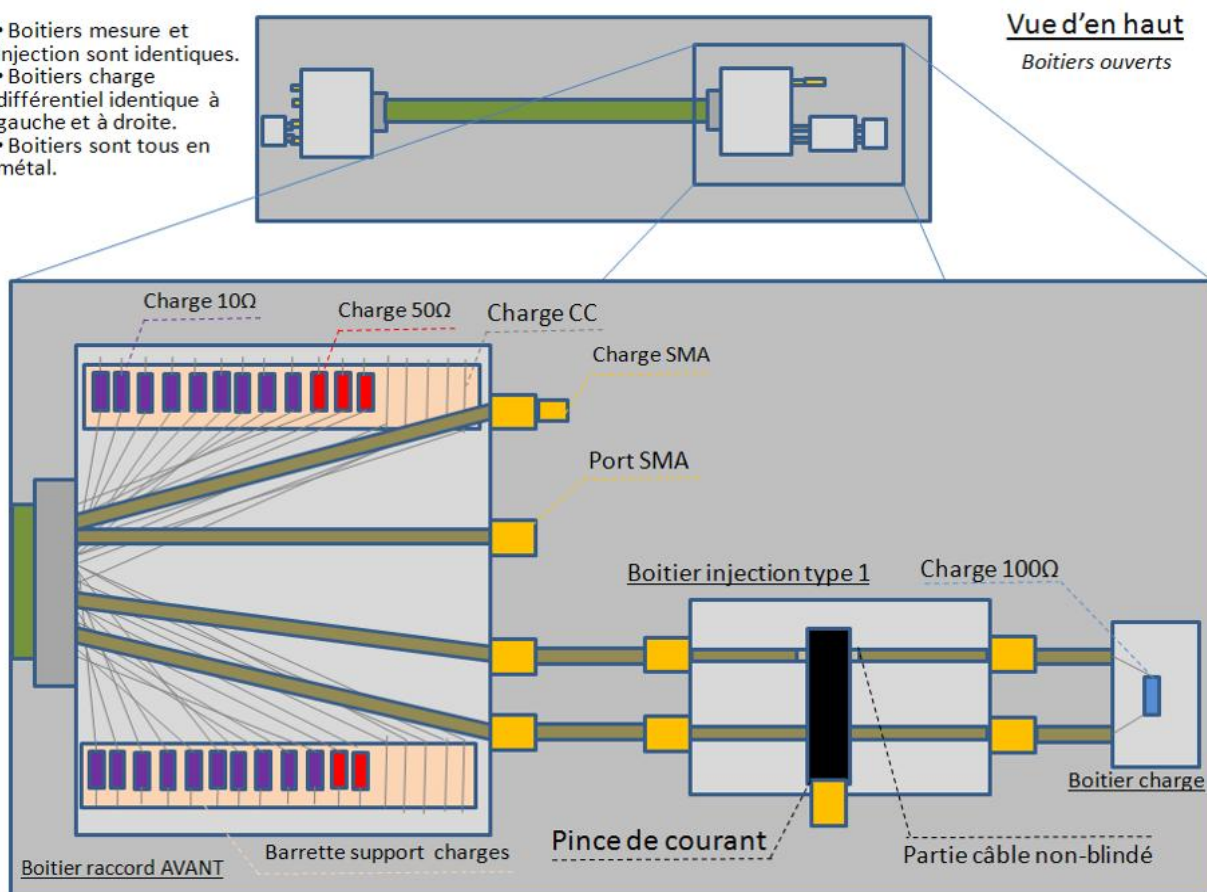 • Boitiers mesure et
injection sont identiques.
• Boitiers charge
différentiel identique à
gauche et à droite.
• Boitiers sont tous en
métal.
Vue d’en haut
Boitiers ouverts
Charge 10Ω
Charge 50Ω
Charge CC
Charge SMA
Port SMA
Boitier injection type 1
Charge 100Ω
Boitier charge
Pince de courant
Partie câble non-blindé
Barrette support charges
Boitier raccord AVANT